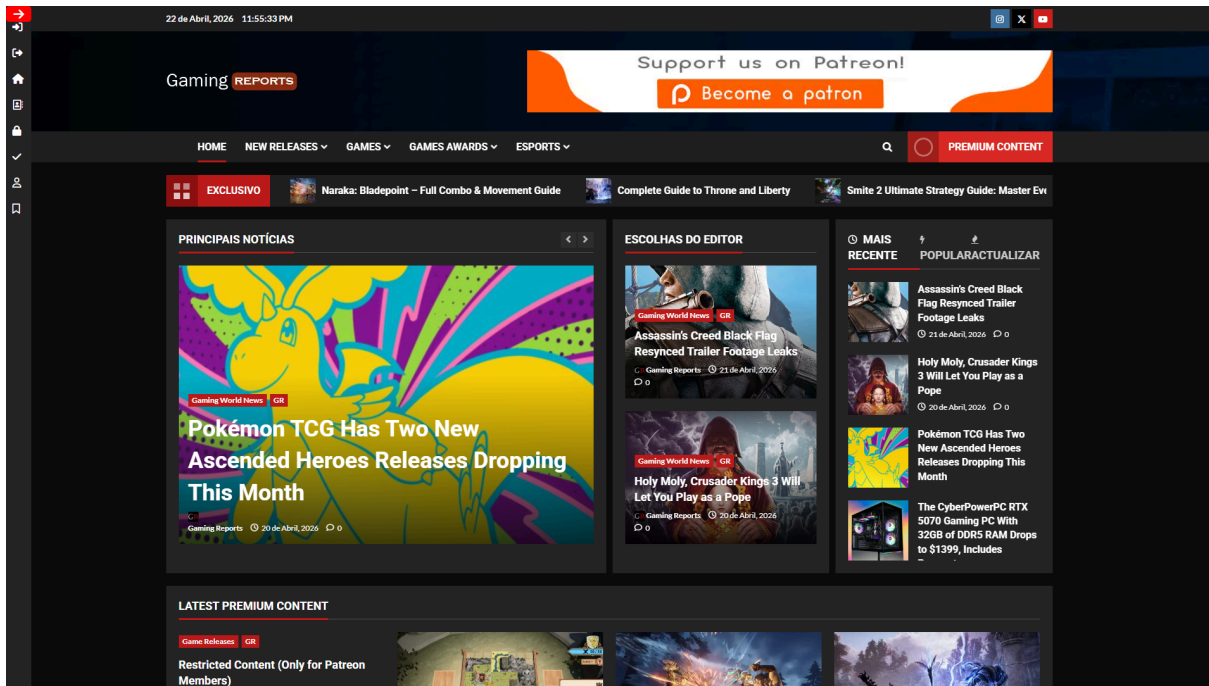 22 de Abril, 2026 11:55:33 PM
Gaming REPORTS
Support us on Patreon!
Become a patron
HOME NEW RELEASES GAMES GAMES AWARDS ESPORTS
PREMIUM CONTENT
EXCLUSIVO
Naraka: Bladepoint – Full Combo & Movement Guide
Complete Guide to Throne and Liberty
Smite 2 Ultimate Strategy Guide: Master Eve
PRINCIPAIS NOTÍCIAS
Gaming World News GR
Pokémon TCG Has Two New
Ascended Heroes Releases Dropping
This Month
Gaming Reports 20 de Abril, 2026 0
ESCOLHAS DO EDITOR
Gaming World News GR
Assassin's Creed Black Flag
Resynced Trailer Footage Leaks
Gaming Reports 21 de Abril, 2026
0
Gaming World News GR
Holy Moly, Crusader Kings 3 Will
Let You Play as a Pope
Gaming Reports 20 de Abril, 2026
0
MAIS
RECENTE
POPULAR
ACTUALIZAR
Assassin's Creed Black
Flag Resynced Trailer
Footage Leaks
21 de Abril, 2026 0
Holy Moly, Crusader Kings
3 Will Let You Play as a
Pope
20 de Abril, 2026 0
Pokémon TCG Has Two
New Ascended Heroes
Releases Dropping This
Month
The CyberPowerPC RTX
5070 Gaming PC With
32GB of DDR5 RAM Drops
to $1399, Includes
LATEST PREMIUM CONTENT
Game Releases GR
Restricted Content (Only for Patreon
Members)